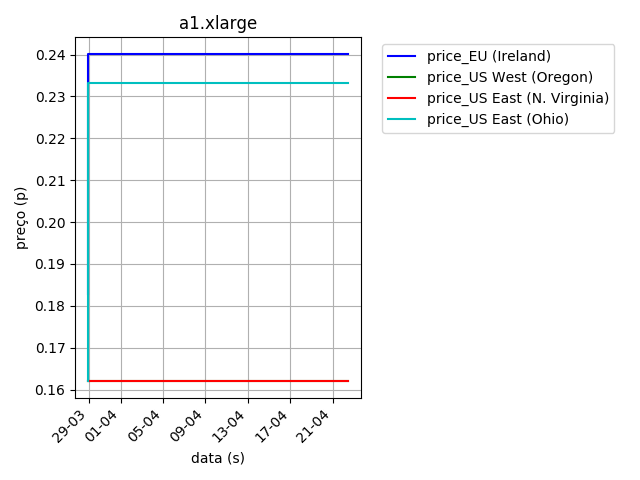 a1.xlarge
price_EU (Ireland)
price_US West (Oregon)
price_US East (N. Virginia)
price_US East (Ohio)
preço (p)
0.24
0.23
0.22
0.21
0.20
0.19
0.18
0.17
0.16
29-03
01-04
05-04
09-04
13-04
17-04
21-04
data (s)